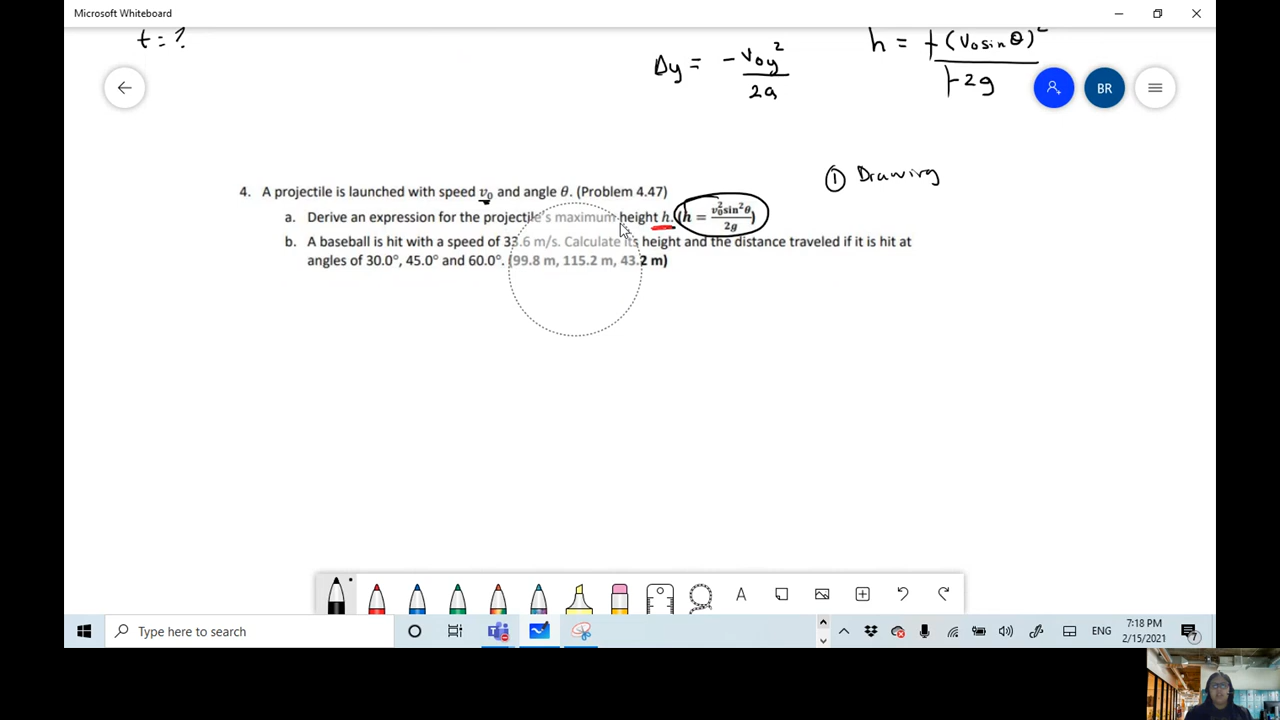 Microsoft Whiteboard
t = ?
Δy = -v₀y² / 2g
h = (v₀sinθ)² / -2g
BR
① Drawing
4. A projectile is launched with speed v₀ and angle θ. (Problem 4.47)
a. Derive an expression for the projectile's maximum height h. (h = v₀²sin²θ / 2g)
b. A baseball is hit with a speed of 33.6 m/s. Calculate its height and the distance traveled if it is hit at
angles of 30.0°, 45.0° and 60.0°. (99.8 m, 115.2 m, 43.2 m)
A
Type here to search
ENG
7:18 PM
2/15/2021
7